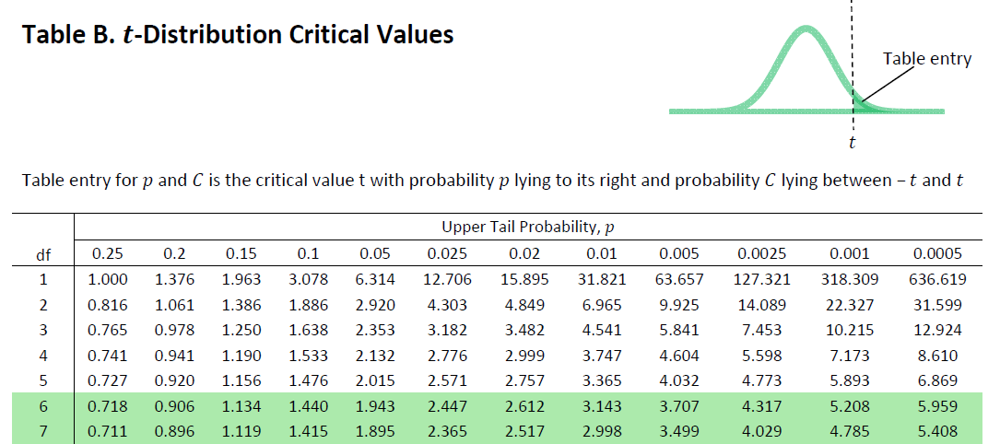 Table B. t-Distribution Critical Values
Table entry
t
Table entry for p and C is the critical value t with probability p lying to its right and probability C lying between – t and t
Upper Tail Probability, p
df 0.25 0.2 0.15 0.1 0.05 0.025 0.02 0.01 0.005 0.0025 0.001 0.0005
1 1.000 1.376 1.963 3.078 6.314 12.706 15.895 31.821 63.657 127.321 318.309 636.619
2 0.816 1.061 1.386 1.886 2.920 4.303 4.849 6.965 9.925 14.089 22.327 31.599
3 0.765 0.978 1.250 1.638 2.353 3.182 3.482 4.541 5.841 7.453 10.215 12.924
4 0.741 0.941 1.190 1.533 2.132 2.776 2.999 3.747 4.604 5.598 7.173 8.610
5 0.727 0.920 1.156 1.476 2.015 2.571 2.757 3.365 4.032 4.773 5.893 6.869
6 0.718 0.906 1.134 1.440 1.943 2.447 2.612 3.143 3.707 4.317 5.208 5.959
7 0.711 0.896 1.119 1.415 1.895 2.365 2.517 2.998 3.499 4.029 4.785 5.408